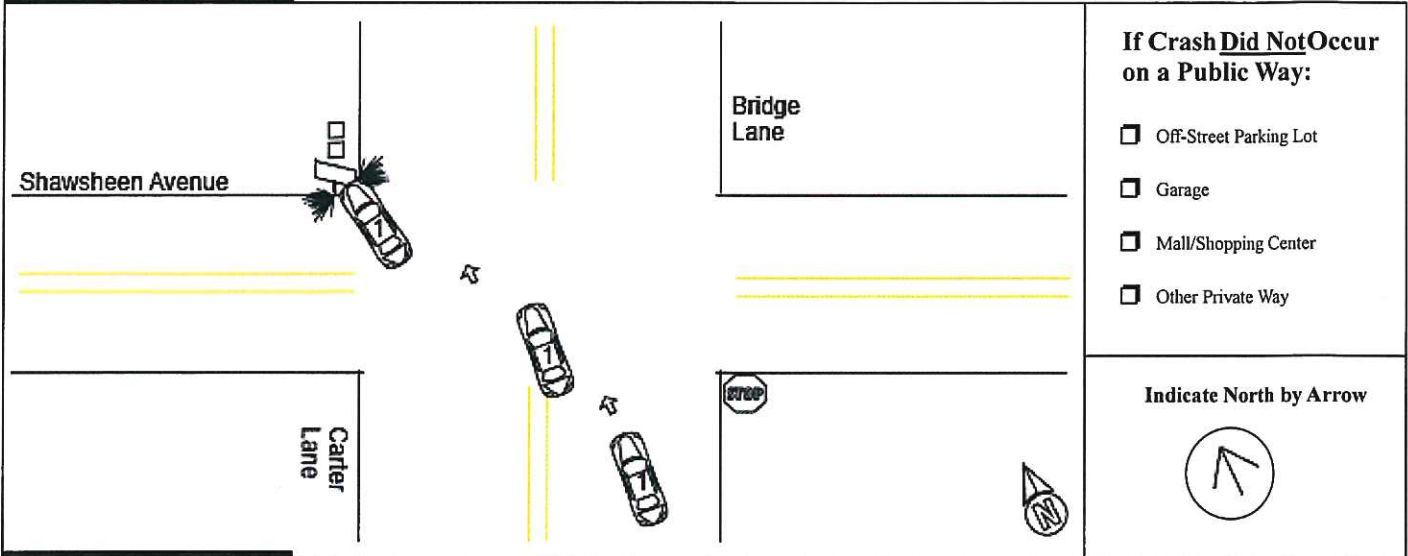 Bridge
Lane
Shawsheen Avenue
1
1
1
STOP
Carter
Lane
N
If Crash Did Not Occur
on a Public Way:
Off-Street Parking Lot
Garage
Mall/Shopping Center
Other Private Way
Indicate North by Arrow